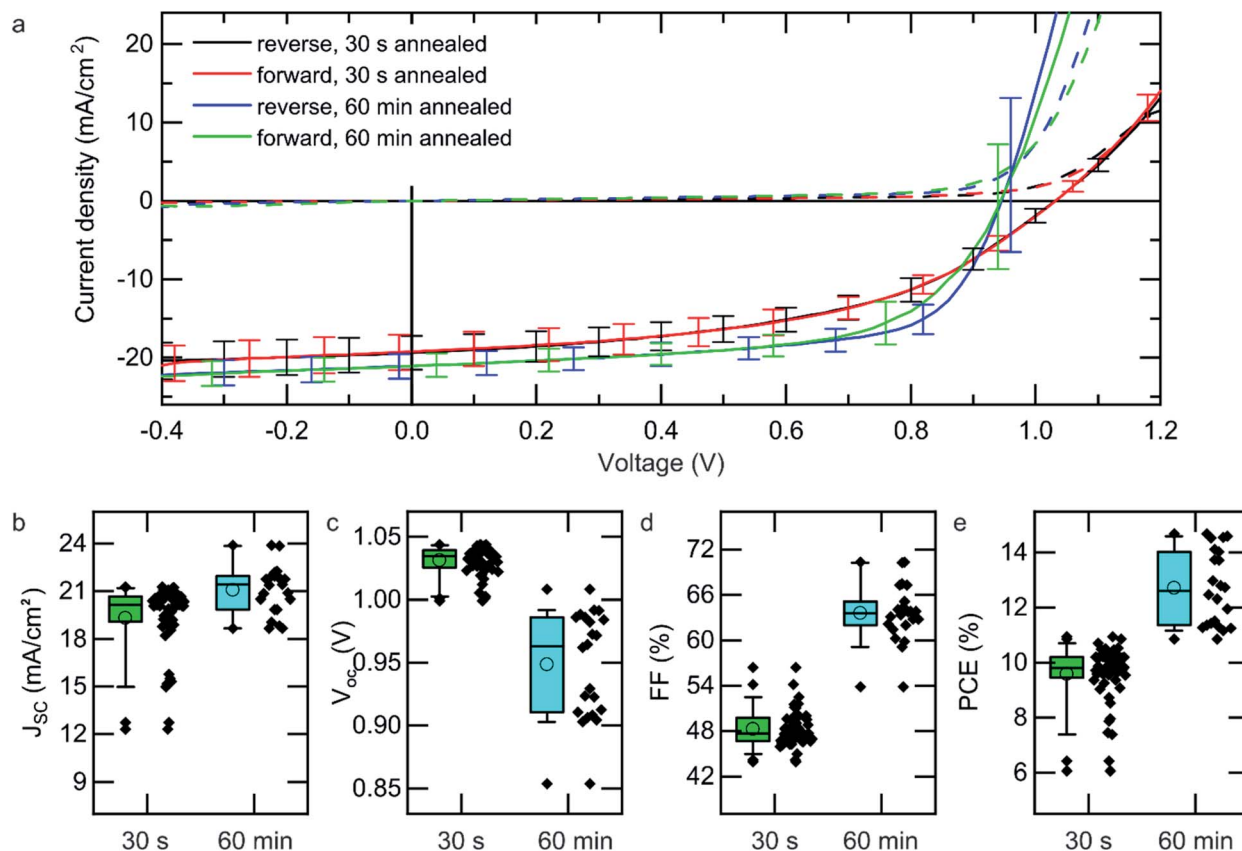 a
reverse, 30 s annealed
forward, 30 s annealed
reverse, 60 min annealed
forward, 60 min annealed
Current density (mA/cm²)
20
10
0
-10
-20
-0.4 -0.2 0.0 0.2 0.4 0.6 0.8 1.0 1.2
Voltage (V)
b
J_SC (mA/cm²)
24
21
18
15
12
9
30 s 60 min
c
V_oc (V)
1.05
1.00
0.95
0.90
0.85
30 s 60 min
d
FF (%)
72
66
60
54
48
42
30 s 60 min
e
PCE (%)
14
12
10
8
6
30 s 60 min